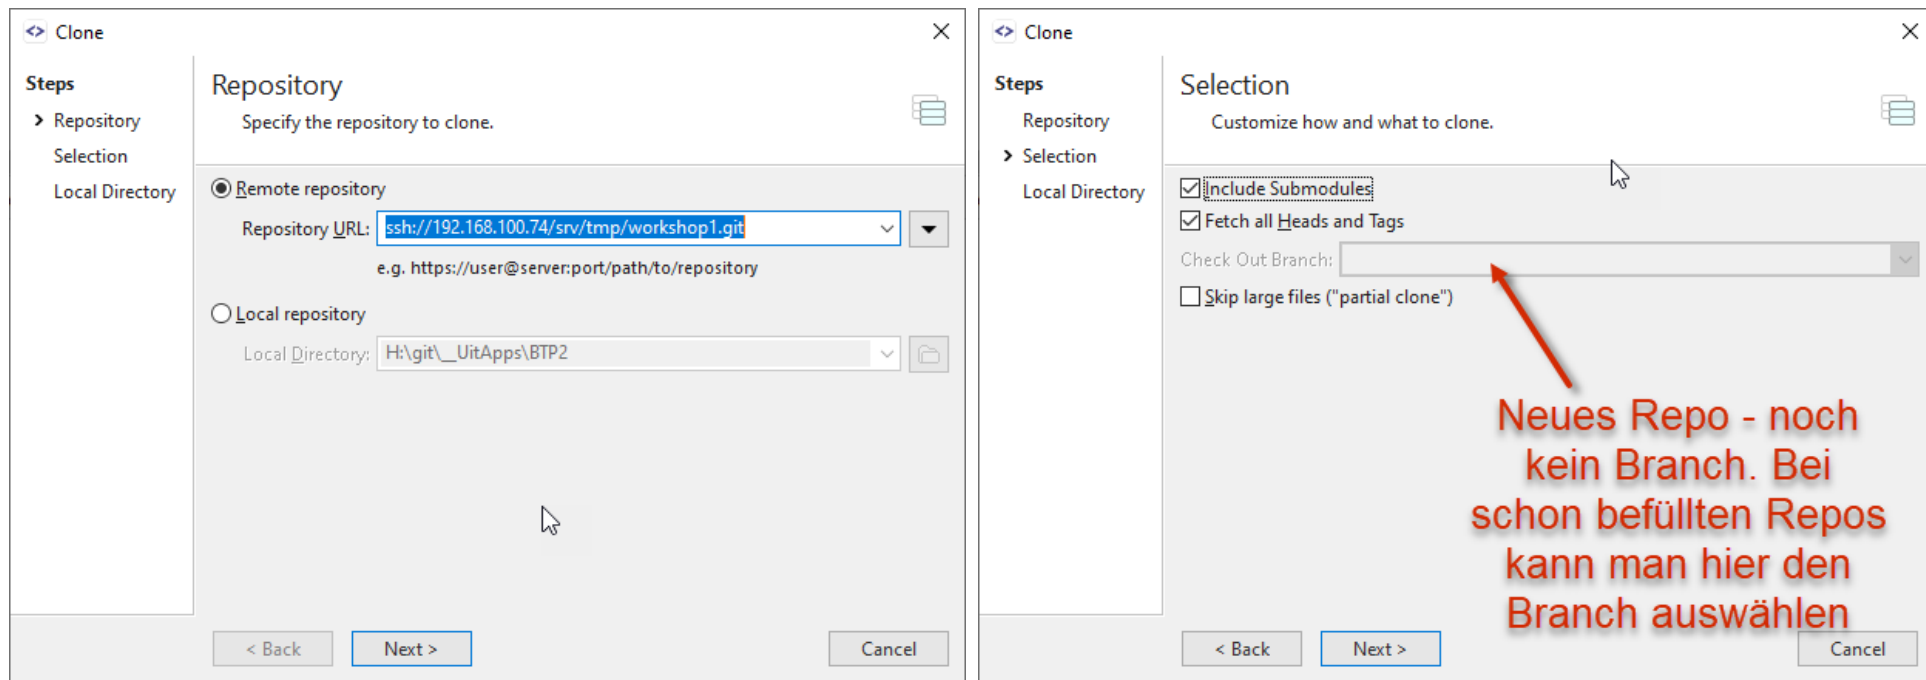 Clone
Steps
Repository
Selection
Local Directory
Repository
Specify the repository to clone.
Remote repository
Repository URL: ssh://192.168.100.74/srv/tmp/workshop1.git
e.g. https://user@server:port/path/to/repository
Local repository
Local Directory: H:\git\__UitApps\BTP2
< Back
Next >
Cancel
Clone
Steps
Repository
Selection
Local Directory
Selection
Customize how and what to clone.
Include Submodules
Fetch all Heads and Tags
Check Out Branch:
Skip large files ("partial clone")
Neues Repo - noch
kein Branch. Bei
schon befüllten Repos
kann man hier den
Branch auswählen
< Back
Next >
Cancel